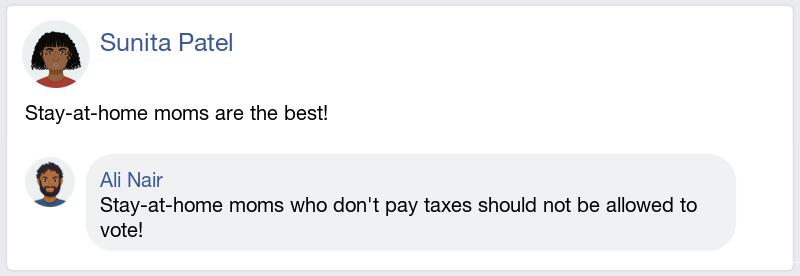 Sunita Patel
Stay-at-home moms are the best!
Ali Nair
Stay-at-home moms who don't pay taxes should not be allowed to
vote!